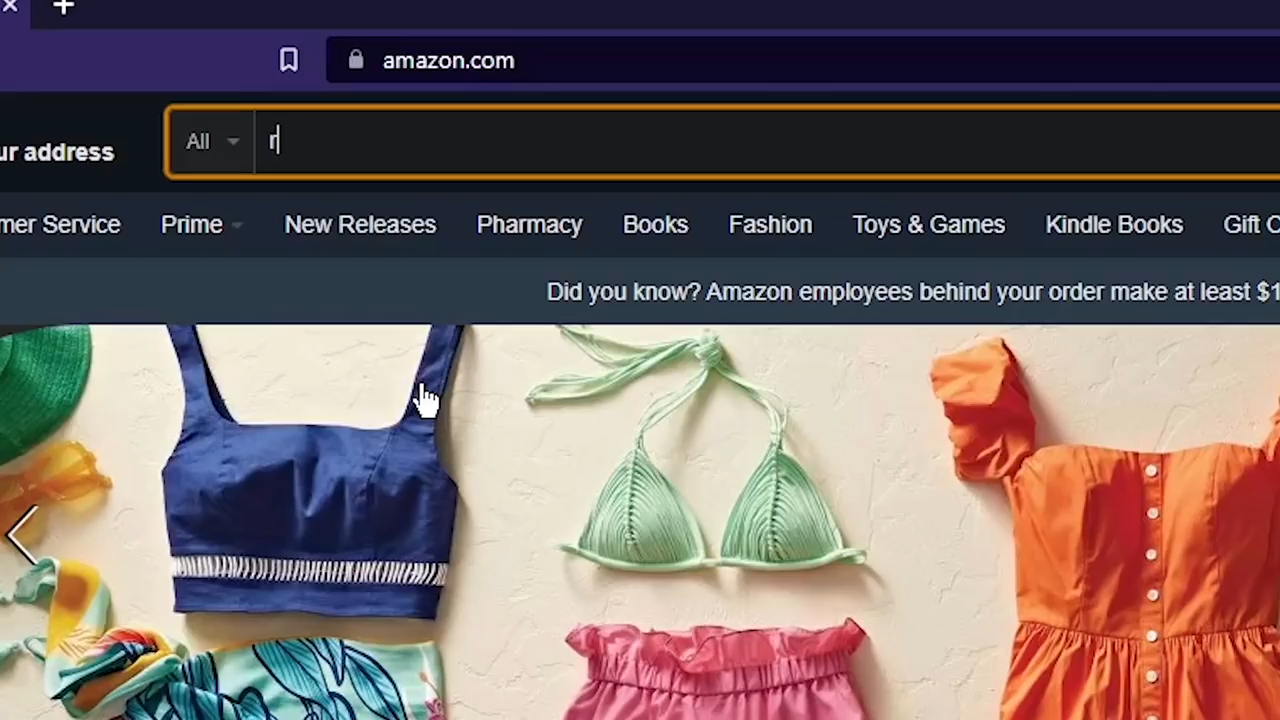 amazon.com
All r
ur address
mer Service Prime New Releases Pharmacy Books Fashion Toys & Games Kindle Books Gift C
Did you know? Amazon employees behind your order make at least $1